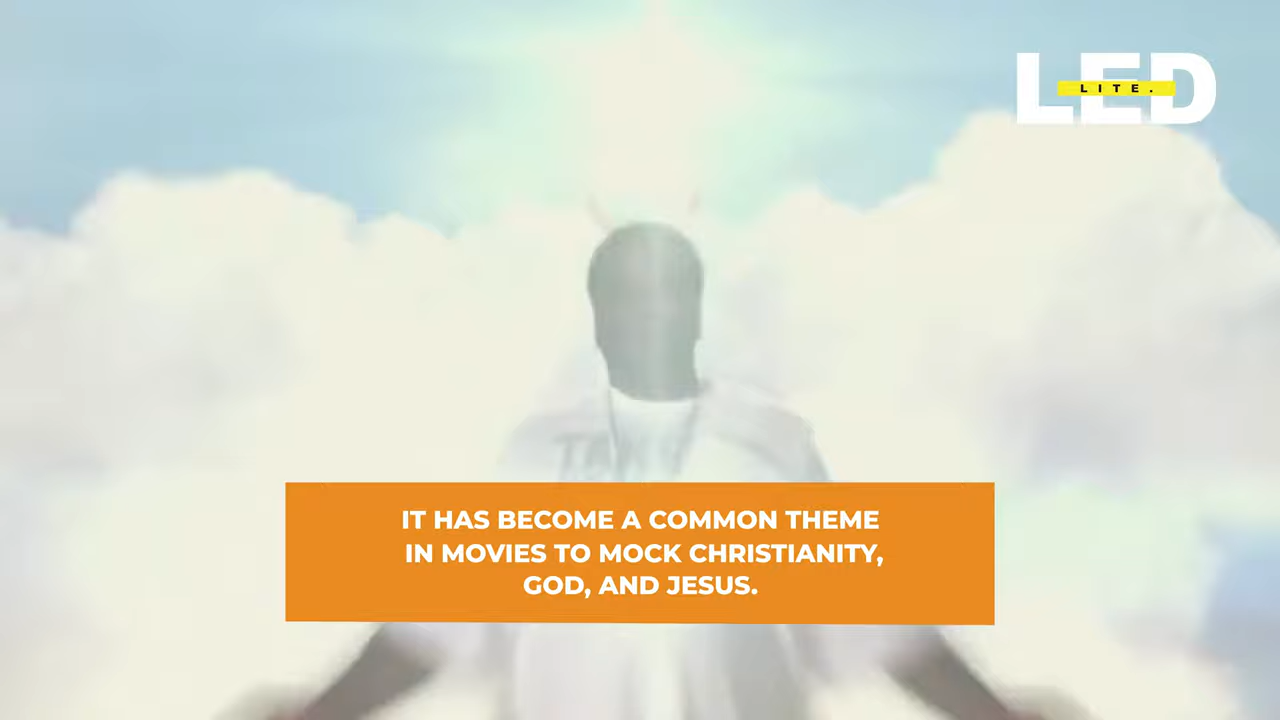 LED
LITE.
IT HAS BECOME A COMMON THEME
IN MOVIES TO MOCK CHRISTIANITY,
GOD, AND JESUS.